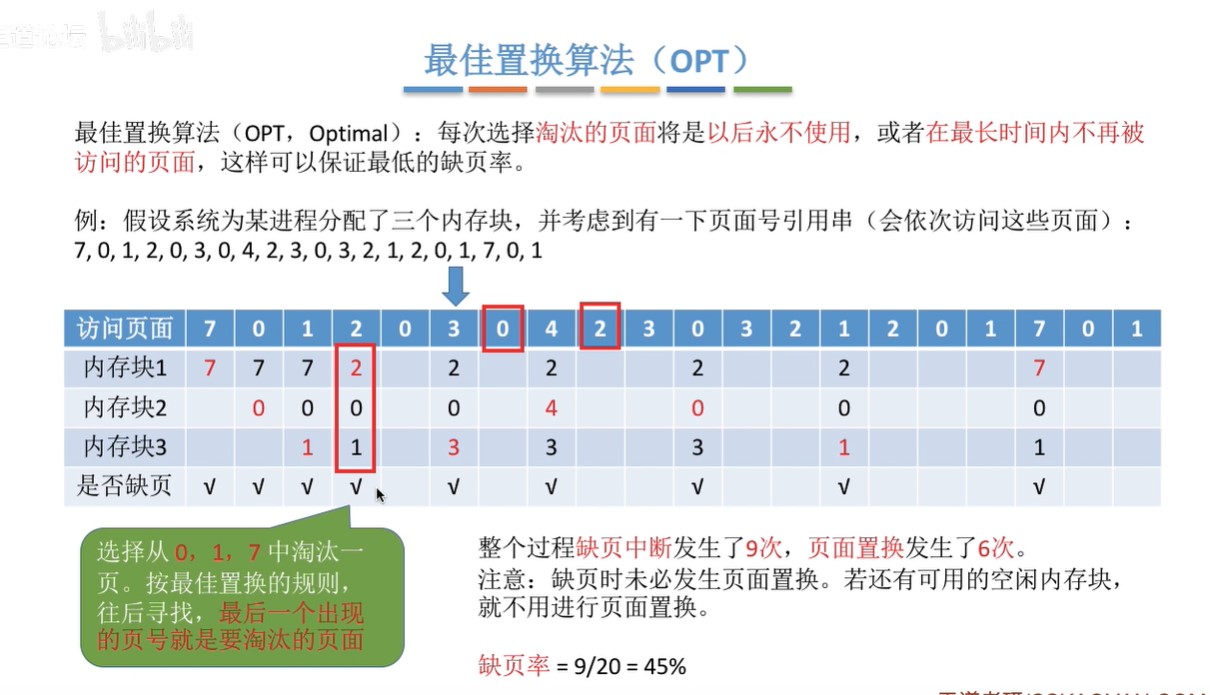 bilibili
最佳置换算法（OPT）
最佳置换算法（OPT，Optimal）：每次选择淘汰的页面将是以后永不使用，或者在最长时间内不再被
访问的页面，这样可以保证最低的缺页率。
例：假设系统为某进程分配了三个内存块，并考虑到有一下页面号引用串（会依次访问这些页面）：
7, 0, 1, 2, 0, 3, 0, 4, 2, 3, 0, 3, 2, 1, 2, 0, 1, 7, 0, 1
访问页面 7 0 1 2 0 3 0 4 2 3 0 3 2 1 2 0 1 7 0 1
内存块1 7 7 7 2 2 2 2 2 7
内存块2 0 0 0 0 4 0 0 0
内存块3 1 1 3 3 3 1 1
是否缺页 √ √ √ √ √ √ √ √ √
选择从 0，1，7 中淘汰一
页。按最佳置换的规则，
往后寻找，最后一个出现
的页号就是要淘汰的页面
整个过程缺页中断发生了9次，页面置换发生了6次。
注意：缺页时未必发生页面置换。若还有可用的空闲内存块，
就不用进行页面置换。
缺页率 = 9/20 = 45%